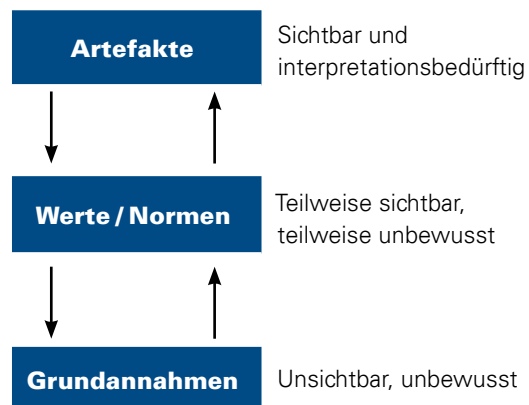 Artefakte
Sichtbar und
interpretationsbedürftig
Werte / Normen
Teilweise sichtbar,
teilweise unbewusst
Grundannahmen
Unsichtbar, unbewusst